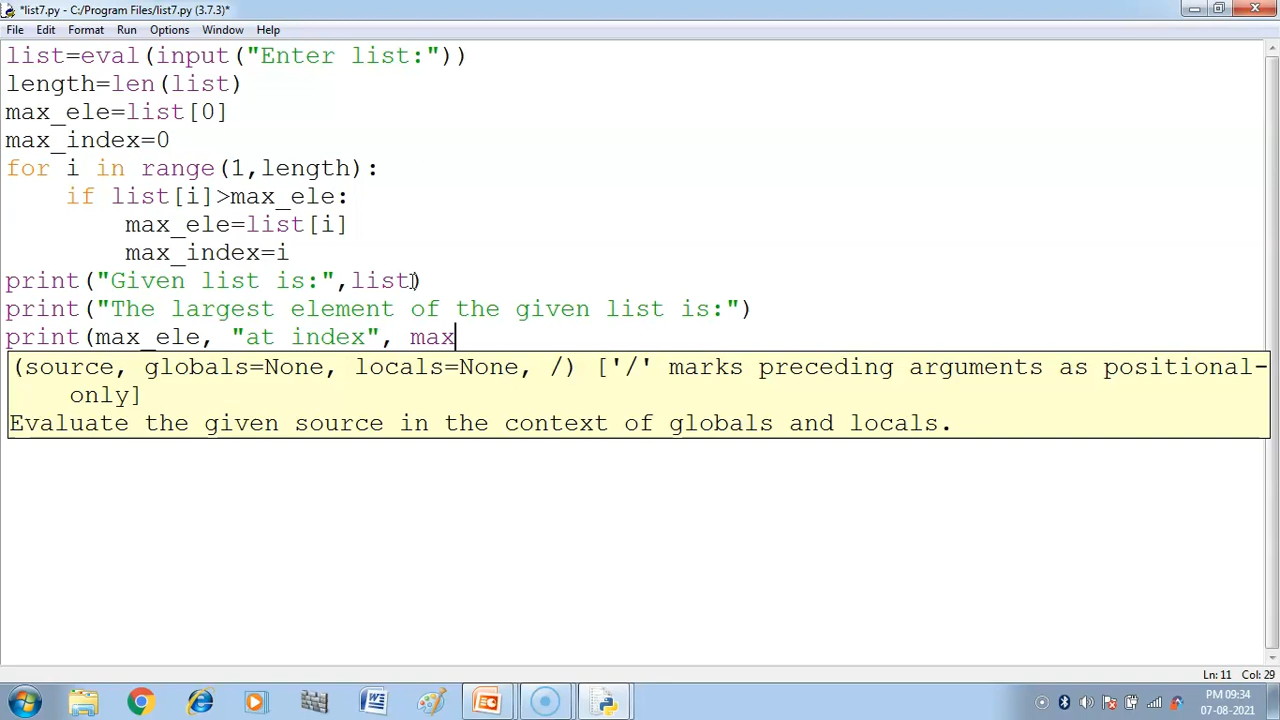 *list7.py - C:/Program Files/list7.py (3.7.3)*
File Edit Format Run Options Window Help
list=eval(input("Enter list:"))
length=len(list)
max_ele=list[0]
max_index=0
for i in range(1,length):
    if list[i]>max_ele:
        max_ele=list[i]
        max_index=i
print("Given list is:",list)
print("The largest element of the given list is:")
print(max_ele, "at index", max
(source, globals=None, locals=None, /) ['/' marks preceding arguments as positional-
only]
Evaluate the given source in the context of globals and locals.
Ln: 11 Col: 29
PM 09:34
07-08-2021